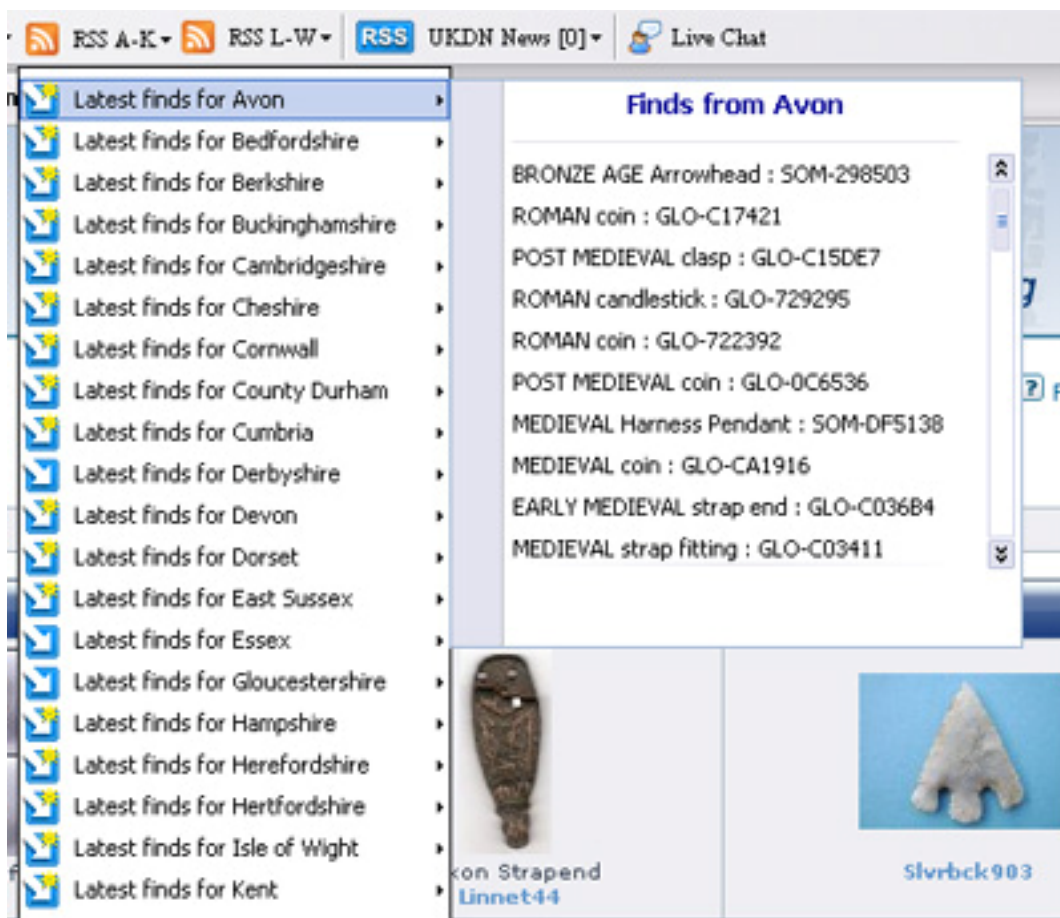 RSS A-K RSS L-W RSS UKDN News [0] Live Chat
Latest finds for Avon
Latest finds for Bedfordshire
Latest finds for Berkshire
Latest finds for Buckinghamshire
Latest finds for Cambridgeshire
Latest finds for Cheshire
Latest finds for Cornwall
Latest finds for County Durham
Latest finds for Cumbria
Latest finds for Derbyshire
Latest finds for Devon
Latest finds for Dorset
Latest finds for East Sussex
Latest finds for Essex
Latest finds for Gloucestershire
Latest finds for Hampshire
Latest finds for Herefordshire
Latest finds for Hertfordshire
Latest finds for Isle of Wight
Latest finds for Kent
Finds from Avon
BRONZE AGE Arrowhead : SOM-298503
ROMAN coin : GLO-C17421
POST MEDIEVAL clasp : GLO-C15DE7
ROMAN candlestick : GLO-729295
ROMAN coin : GLO-722392
POST MEDIEVAL coin : GLO-0C6536
MEDIEVAL Harness Pendant : SOM-DF5138
MEDIEVAL coin : GLO-CA1916
EARLY MEDIEVAL strap end : GLO-C036B4
MEDIEVAL strap fitting : GLO-C03411
xon Strapend
Linnet44
Slvrbck903